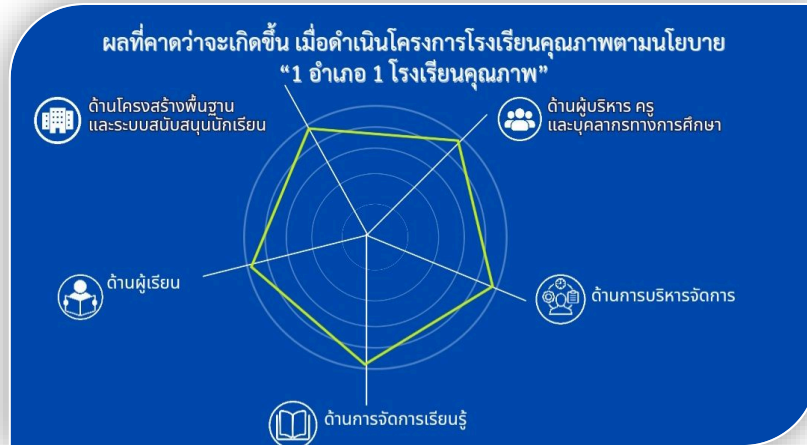 ผลที่คาดว่าจะเกิดขึ้น เมื่อดำเนินโครงการโรงเรียนคุณภาพตามนโยบาย
“1 อำเภอ 1 โรงเรียนคุณภาพ”
ด้านโครงสร้างพื้นฐาน
และระบบสนับสนุนนักเรียน
ด้านผู้บริหาร ครู
และบุคลากรทางการศึกษา
ด้านผู้เรียน
ด้านการบริหารจัดการ
ด้านการจัดการเรียนรู้